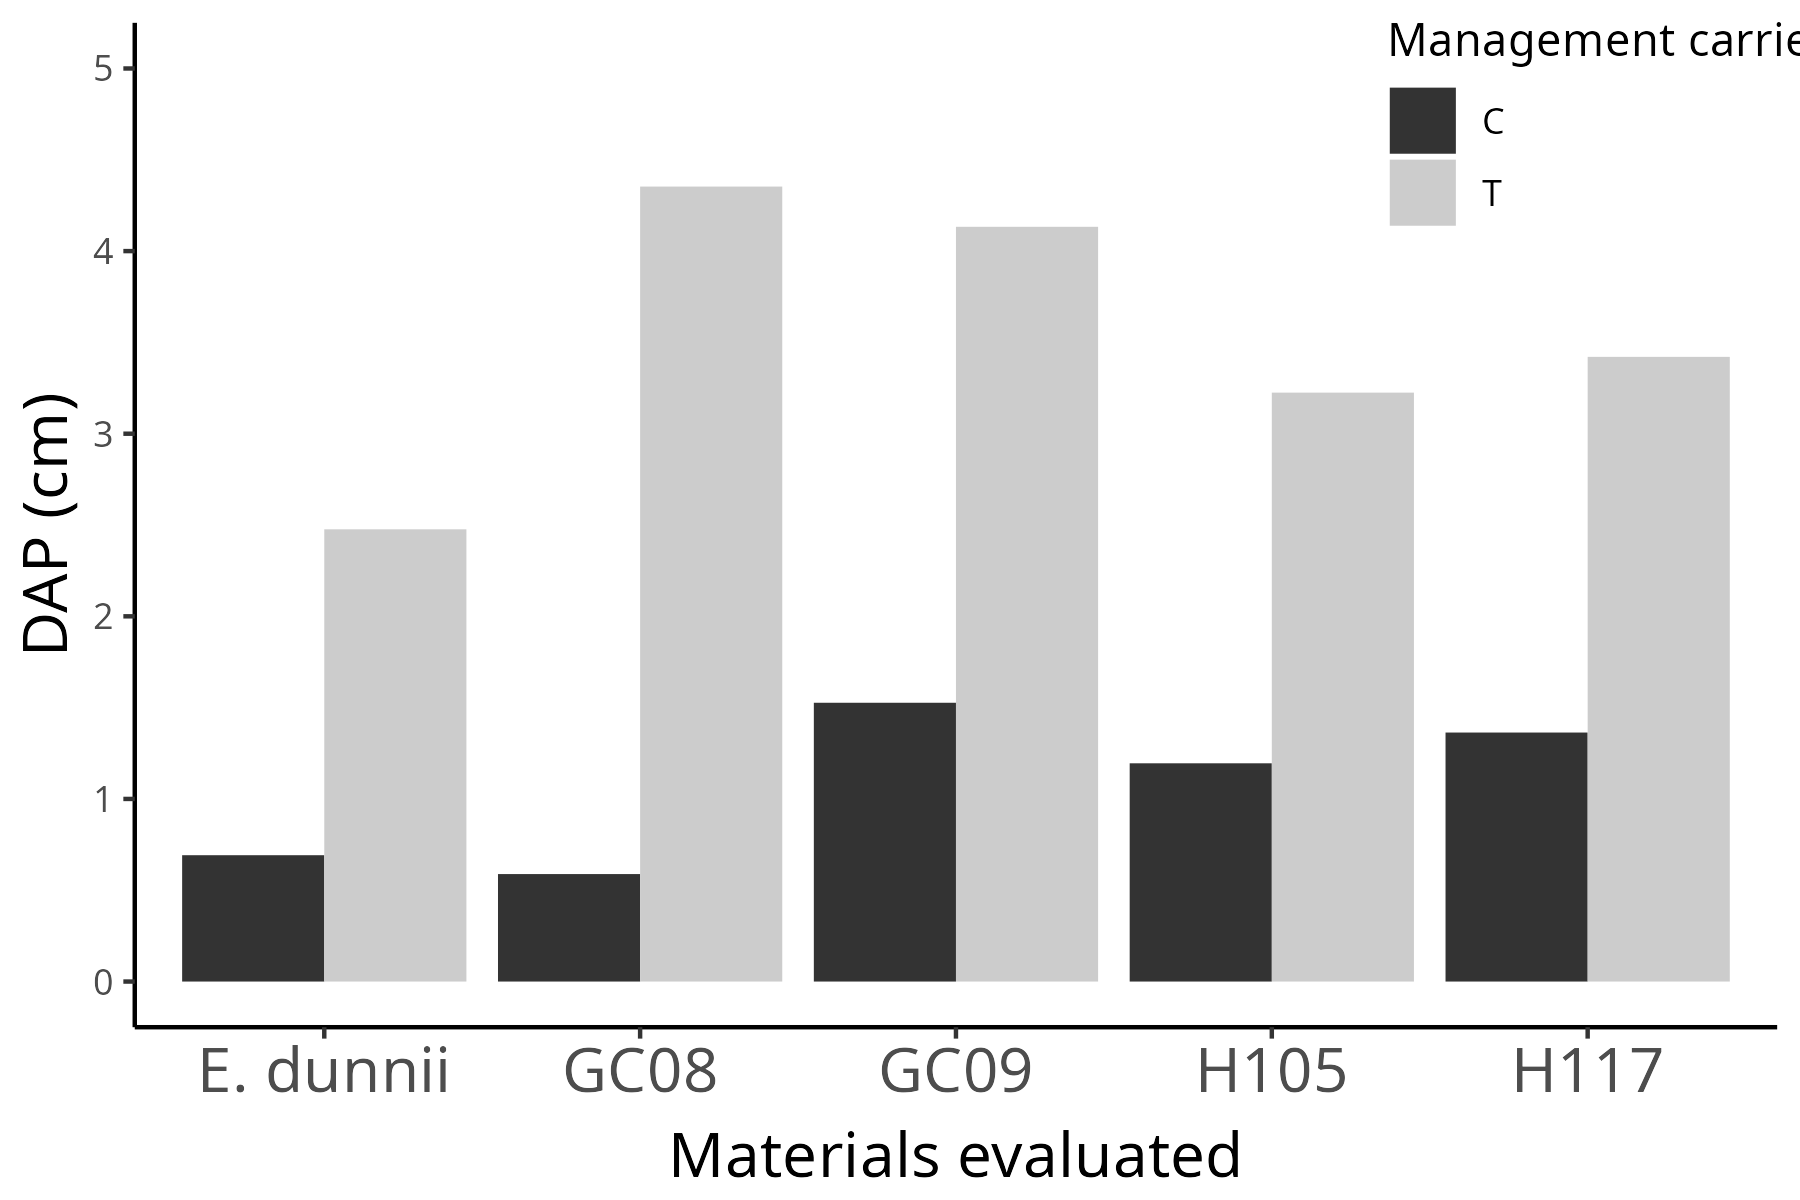 Management carrie
C
T
DAP (cm)
5
4
3
2
1
0
E. dunnii GC08 GC09 H105 H117
Materials evaluated